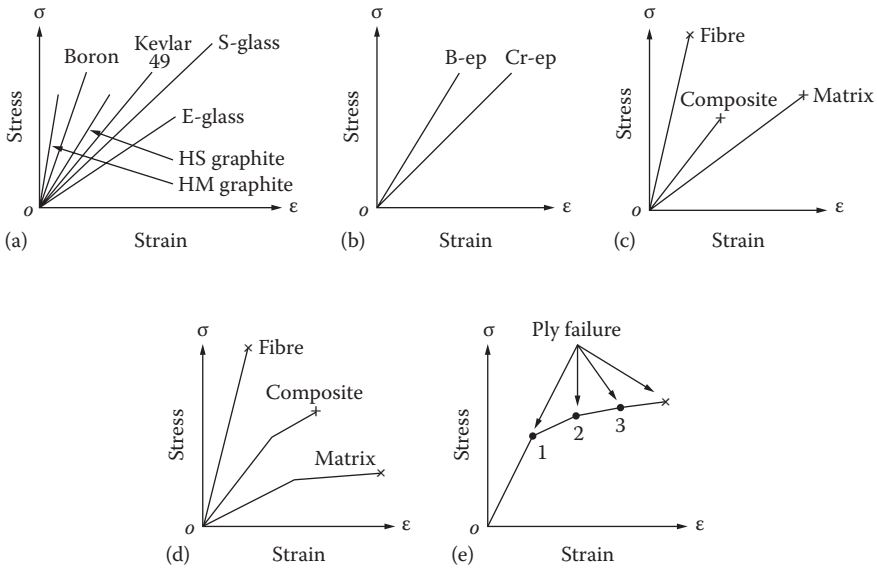 σ
Stress
Boron
Kevlar
49
S-glass
E-glass
HS graphite
HM graphite
o
ε
(a)
Strain
σ
Stress
B-ep
Cr-ep
o
ε
(b)
Strain
σ
Stress
Fibre
Composite
Matrix
o
ε
(c)
Strain
σ
Stress
Fibre
Composite
Matrix
o
ε
(d)
Strain
σ
Stress
Ply failure
1
2
3
o
ε
(e)
Strain